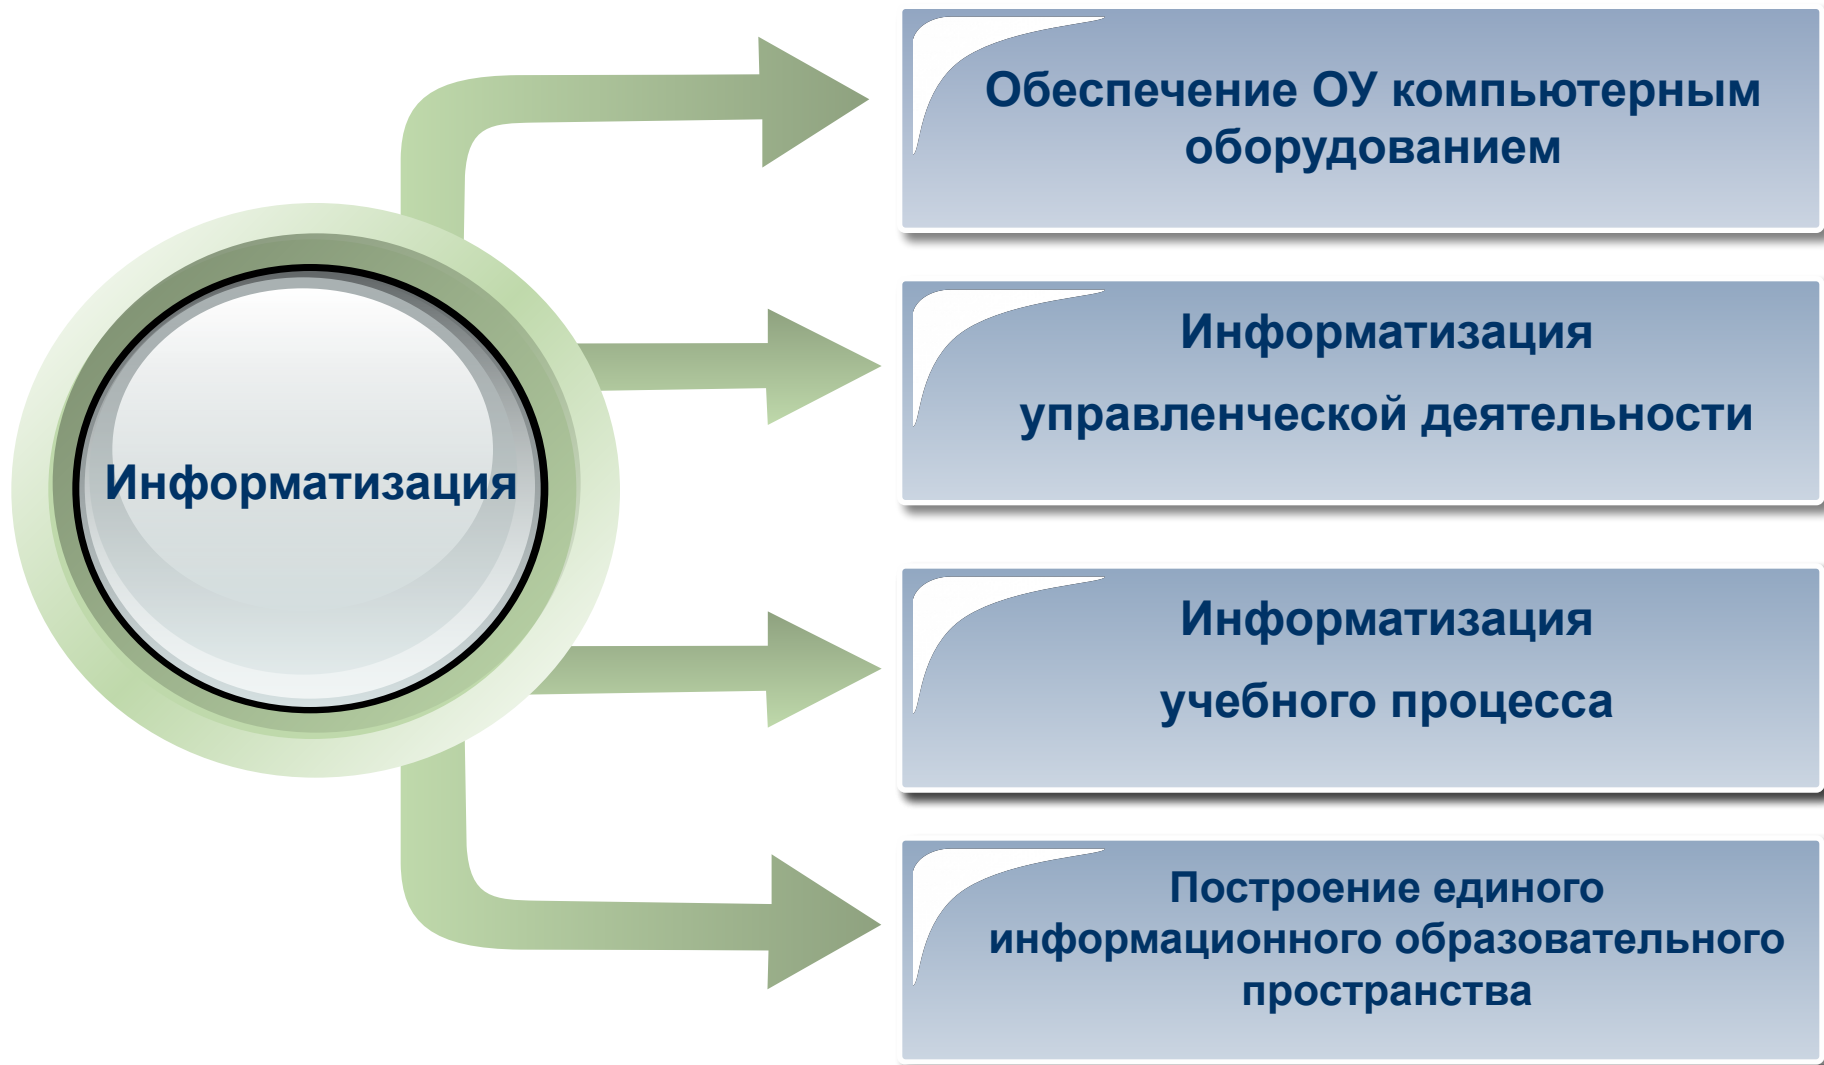 Информатизация
Обеспечение ОУ компьютерным
оборудованием
Информатизация
управленческой деятельности
Информатизация
учебного процесса
Построение единого
информационного образовательного
пространства